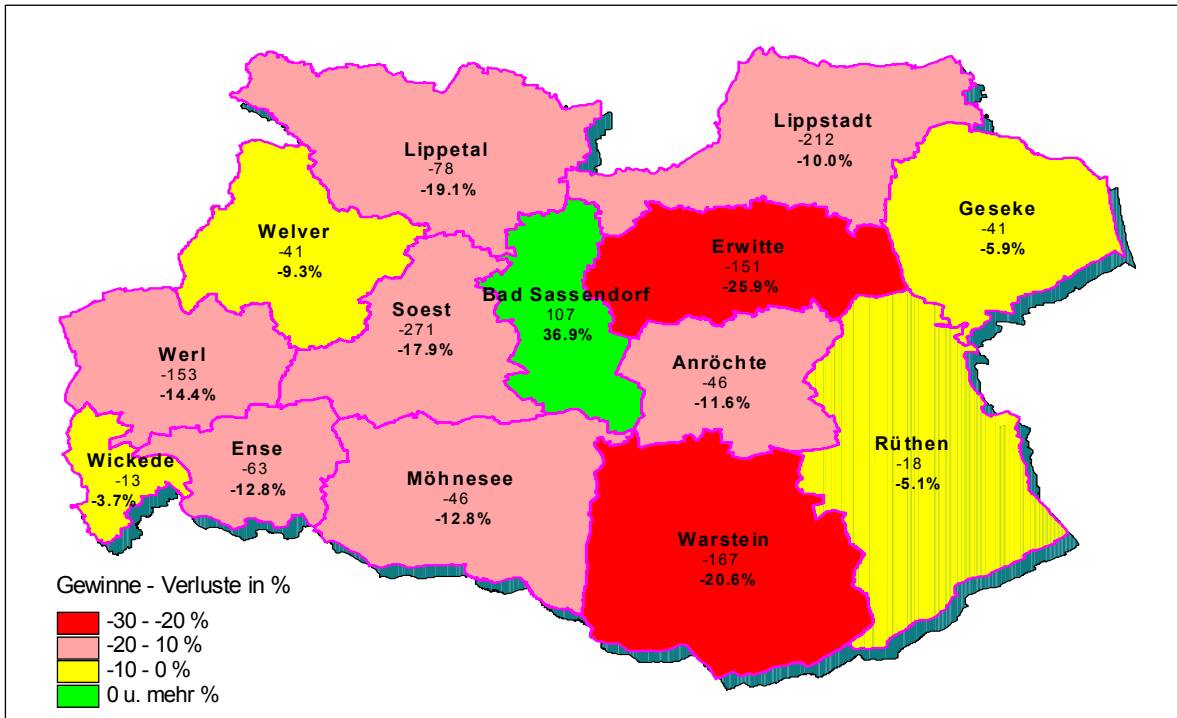 Lippstadt
-212
-10.0%
Lippetal
-78
-19.1%
Geseke
-41
-5.9%
Welver
-41
-9.3%
Erwitte
-151
-25.9%
Bad Sassendorf
107
36.9%
Soest
-271
-17.9%
Werl
-153
-14.4%
Anröchte
-46
-11.6%
Rüthen
-18
-5.1%
Ense
-63
-12.8%
Wickede
-13
-3.7%
Möhnesee
-46
-12.8%
Warstein
-167
-20.6%
Gewinne - Verluste in %
-30 - -20 %
-20 - 10 %
-10 - 0 %
0 u. mehr %